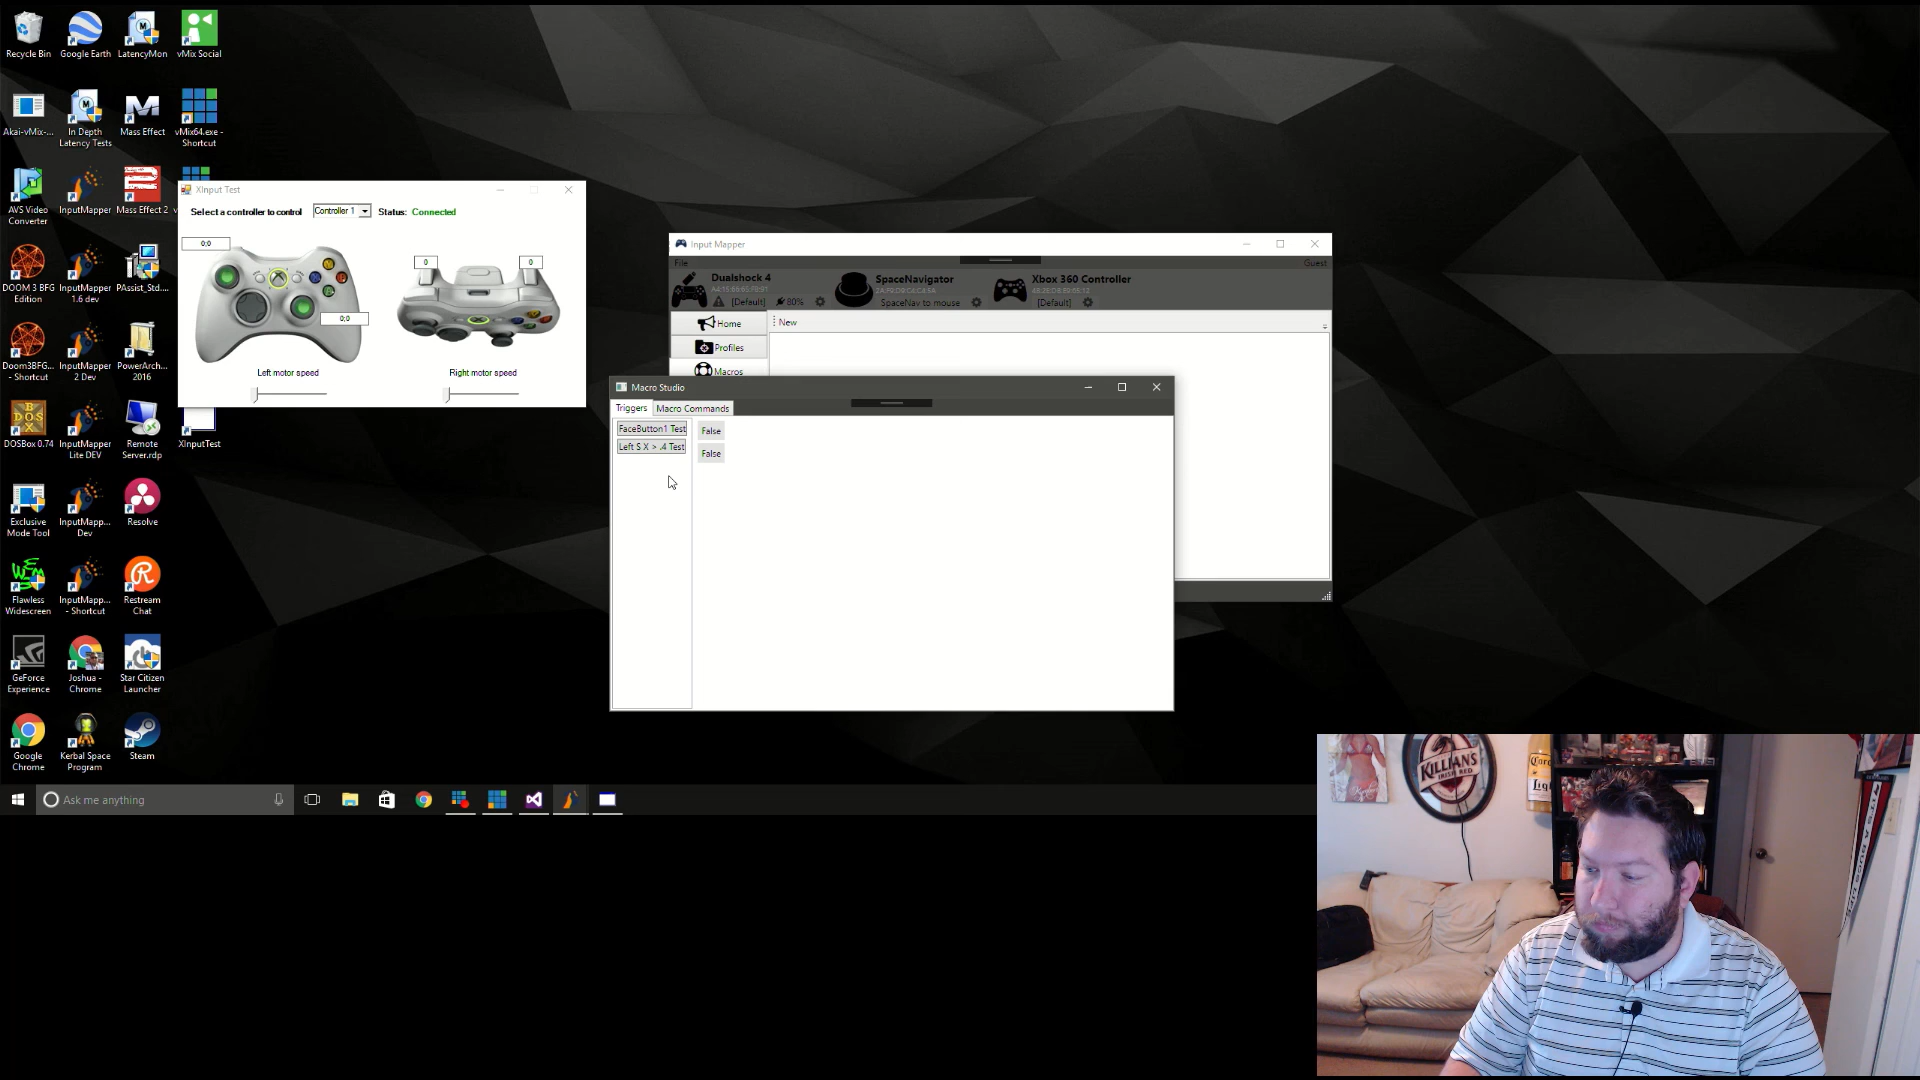 Recycle Bin
Google Earth
LatencyMon
vMix Social
Akai-vMix-...
In Depth
Latency Tests
Mass Effect
vMix64.exe -
Shortcut
AVS Video
Converter
InputMapper
Mass Effect 2
DOOM 3 BFG
Edition
InputMapper
1.6 dev
PAssist_Std....
Doom3BFG...
- Shortcut
InputMapper
2 Dev
PowerArch...
2016
DOSBox 0.74
InputMapper
Lite DEV
Remote
Server.rdp
XInputTest
Exclusive
Mode Tool
InputMapp...
Dev
Resolve
Flawless
Widescreen
InputMapp...
- Shortcut
Restream
Chat
GeForce
Experience
Joshua -
Chrome
Star Citizen
Launcher
Google
Chrome
Kerbal Space
Program
Steam
XInput Test
Select a controller to control
Controller 1
Status: Connected
0;0
0
0
0;0
Left motor speed
Right motor speed
Input Mapper
File
Guest
Dualshock 4
[Default]
80%
SpaceNavigator
SpaceNav to mouse
Xbox 360 Controller
[Default]
Home
New
Profiles
Macros
Macro Studio
Triggers
Macro Commands
FaceButton1 Test
False
Left S X > .4 Test
False
Ask me anything
KILLIAN'S
IRISH RED